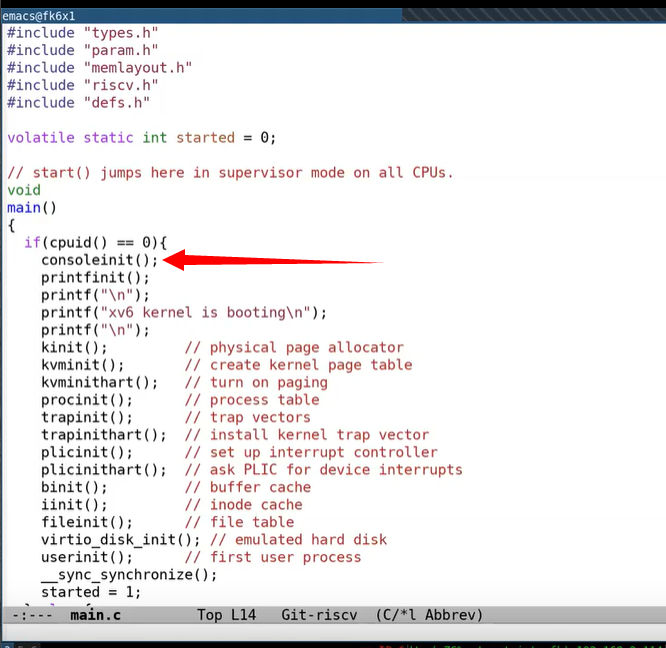 emacs@fk6x1
#include "types.h"
#include "param.h"
#include "memlayout.h"
#include "riscv.h"
#include "defs.h"
volatile static int started = 0;
// start() jumps here in supervisor mode on all CPUs.
void
main()
{
  if(cpuid() == 0){
    consoleinit();
    printfinit();
    printf("\n");
    printf("xv6 kernel is booting\n");
    printf("\n");
    kinit();         // physical page allocator
    kvminit();       // create kernel page table
    kvminithart();   // turn on paging
    procinit();      // process table
    trapinit();      // trap vectors
    trapinithart();  // install kernel trap vector
    plicinit();      // set up interrupt controller
    plicinithart();  // ask PLIC for device interrupts
    binit();         // buffer cache
    iinit();         // inode cache
    fileinit();      // file table
    virtio_disk_init(); // emulated hard disk
    userinit();      // first user process
    __sync_synchronize();
    started = 1;
-:---  main.c         Top L14   Git-riscv  (C/*l Abbrev)